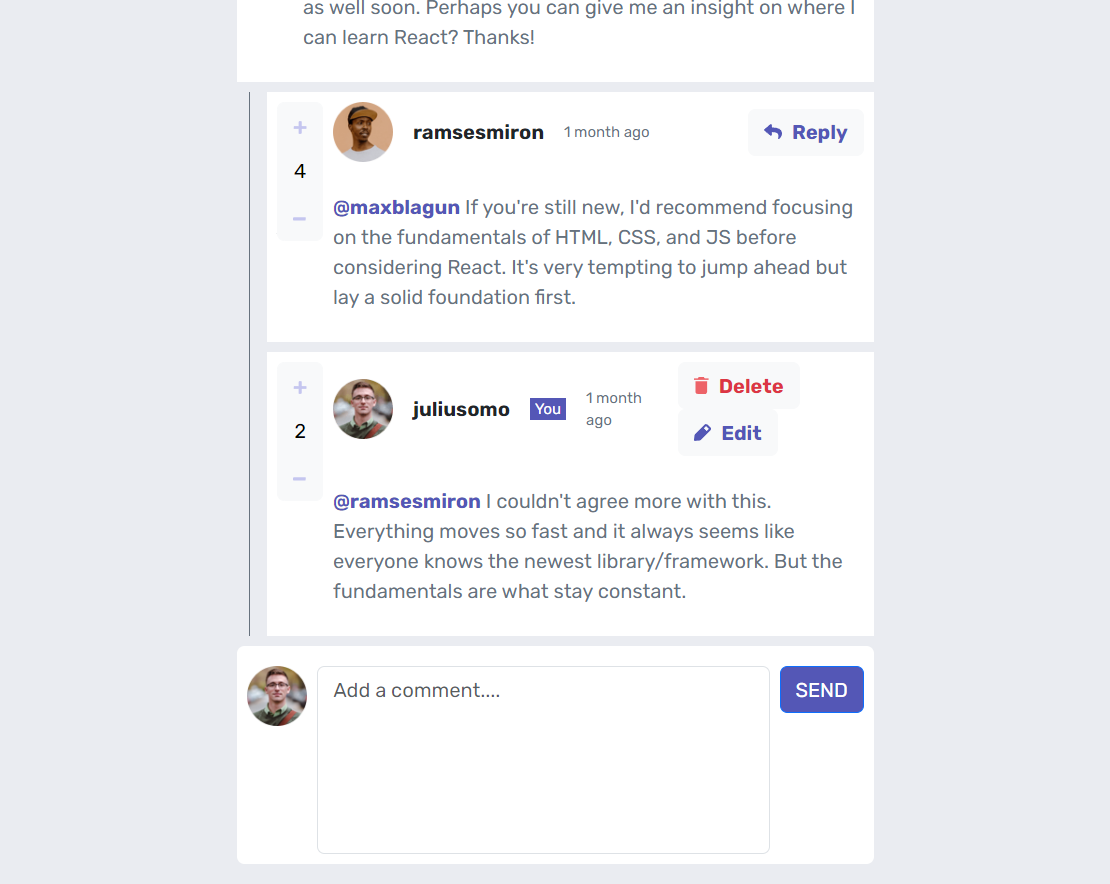 as well soon. Perhaps you can give me an insight on where I
can learn React? Thanks!
+
4
−
ramsesmiron 1 month ago Reply
@maxblagun If you're still new, I'd recommend focusing
on the fundamentals of HTML, CSS, and JS before
considering React. It's very tempting to jump ahead but
lay a solid foundation first.
+
2
−
juliusomo You 1 month
ago
Delete
Edit
@ramsesmiron I couldn't agree more with this.
Everything moves so fast and it always seems like
everyone knows the newest library/framework. But the
fundamentals are what stay constant.
Add a comment....
SEND